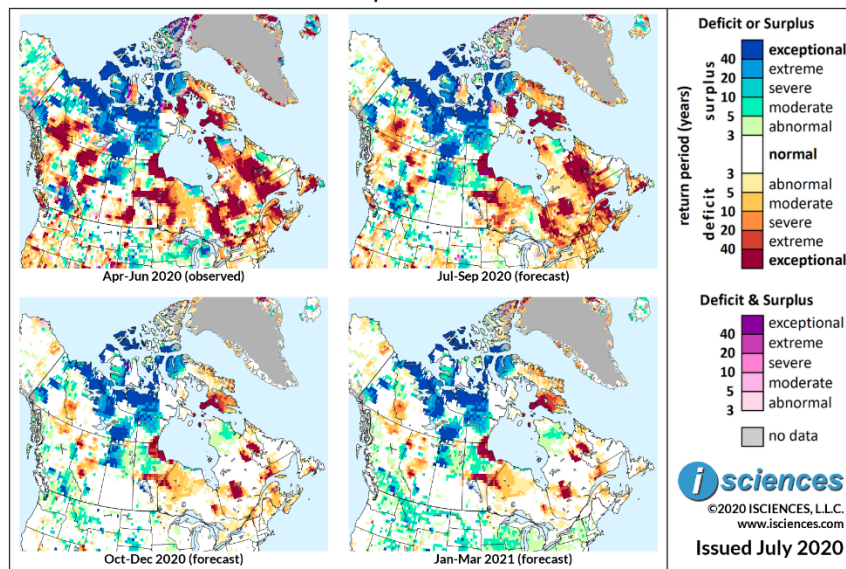 Apr-Jun 2020 (observed)
Jul-Sep 2020 (forecast)
Oct-Dec 2020 (forecast)
Jan-Mar 2021 (forecast)
Deficit or Surplus
return period (years)
surplus
deficit
exceptional
40
extreme
20
severe
10
moderate
5
abnormal
3
normal
3
abnormal
5
moderate
10
severe
20
extreme
40
exceptional
Deficit & Surplus
exceptional
40
extreme
20
severe
10
moderate
5
abnormal
3
no data
i sciences
©2020 ISCIENCES, L.L.C.
www.isciences.com
Issued July 2020